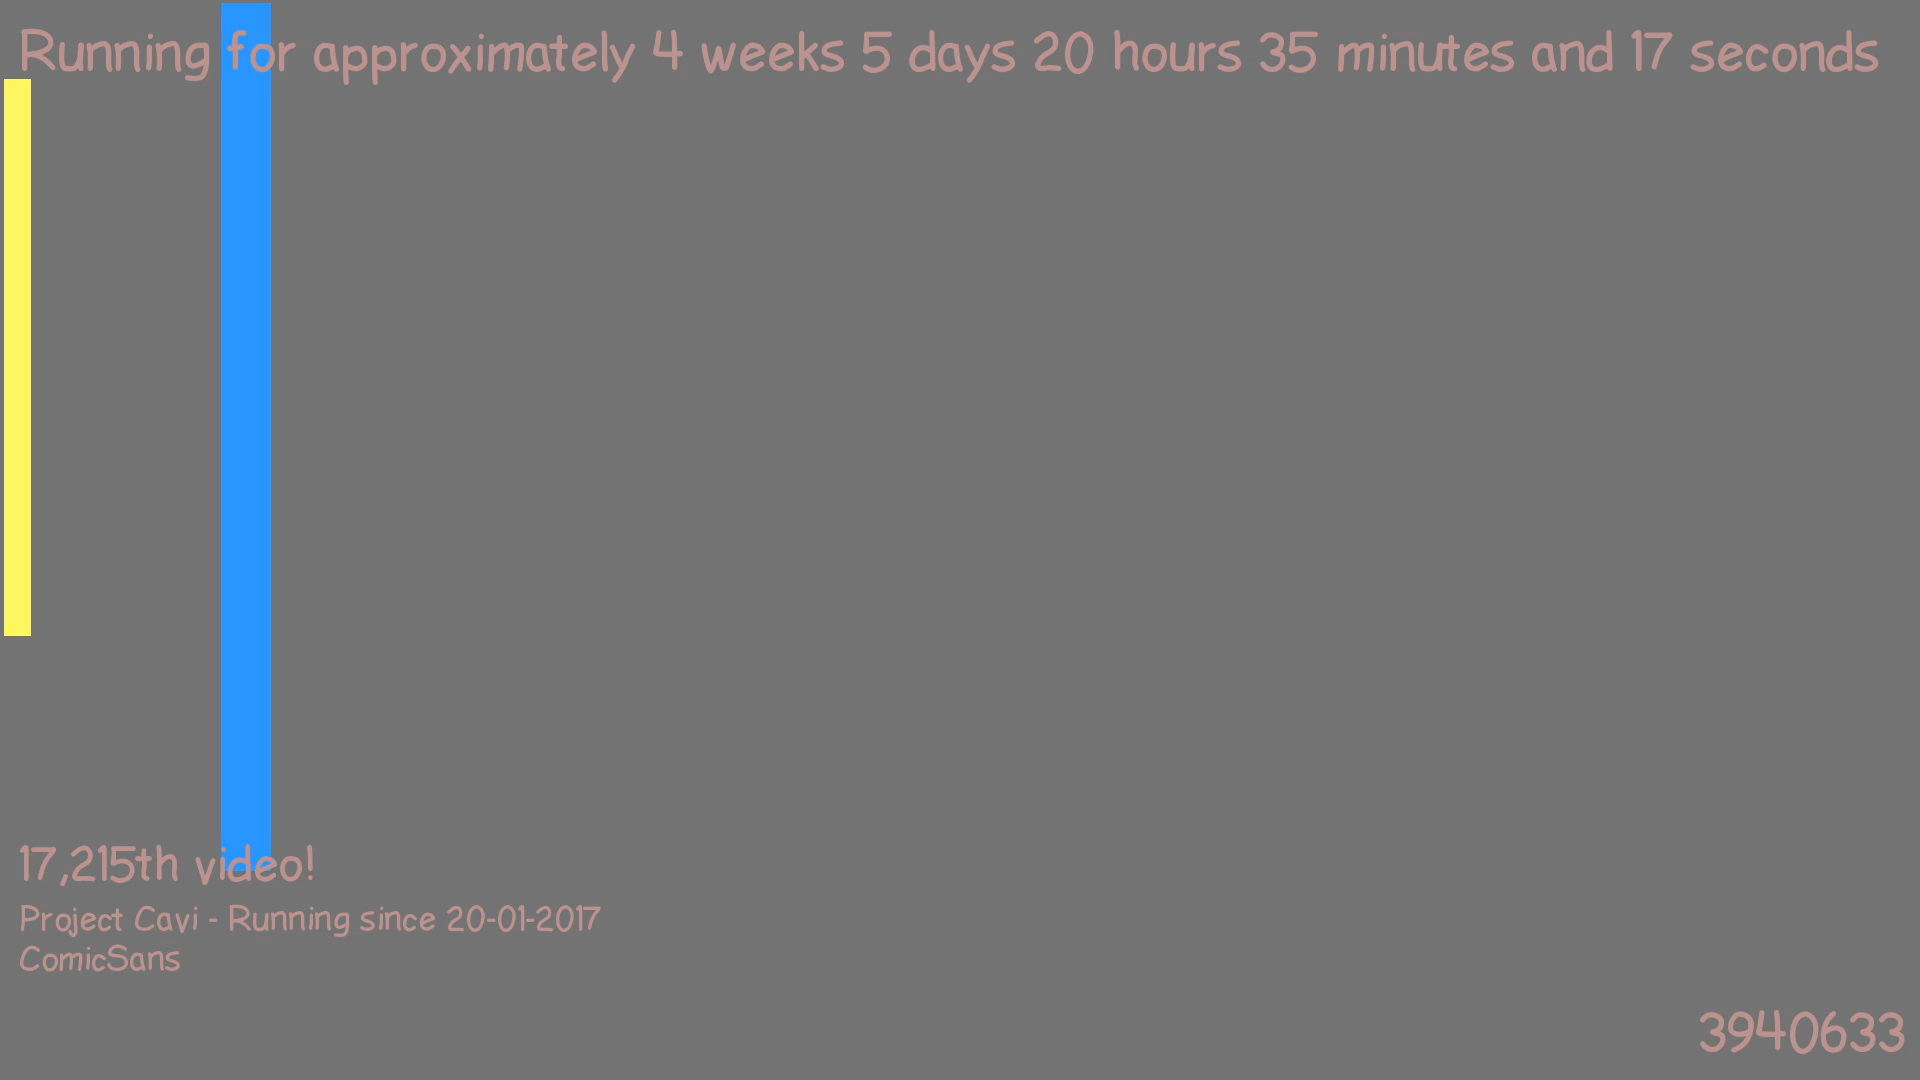 Running for approximately 4 weeks 5 days 20 hours 35 minutes and 17 seconds
17,215th video!
Project Cavi - Running since 20-01-2017
ComicSans
3940633